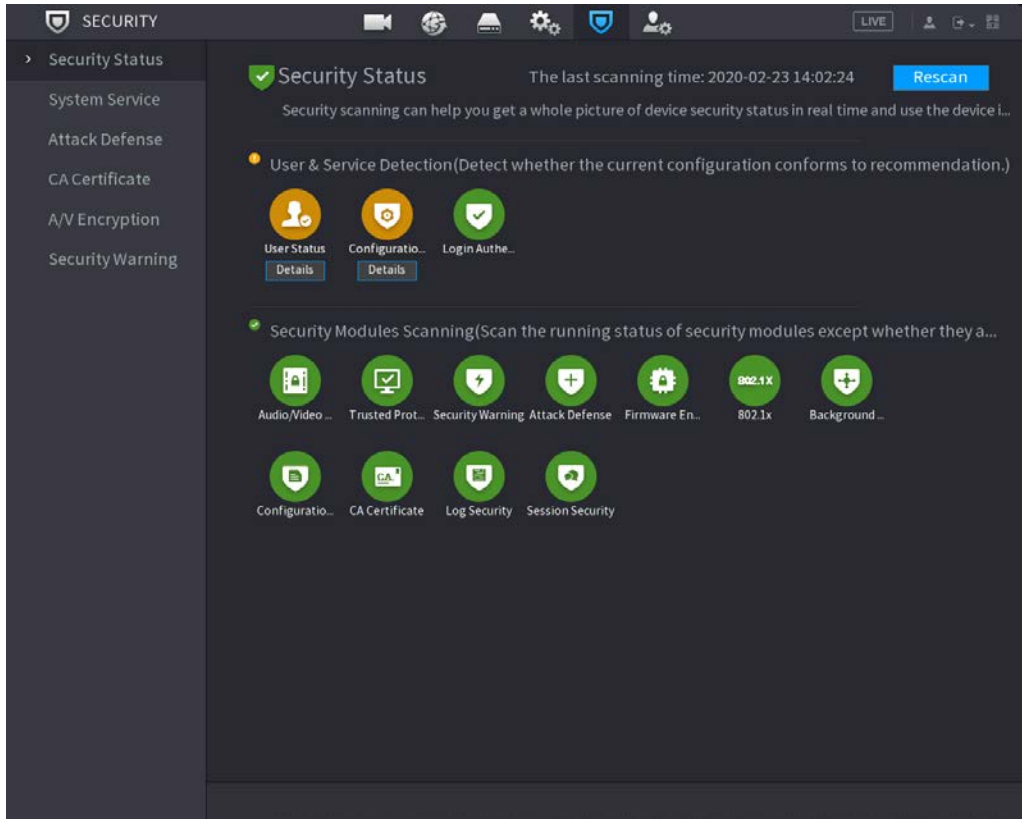 SECURITY
LIVE
Security Status
System Service
Attack Defense
CA Certificate
A/V Encryption
Security Warning
Security Status The last scanning time: 2020-02-23 14:02:24 Rescan
Security scanning can help you get a whole picture of device security status in real time and use the device i...
User & Service Detection(Detect whether the current configuration conforms to recommendation.)
User Status Configuratio... Login Authe...
Details Details
Security Modules Scanning(Scan the running status of security modules except whether they a...
802.1X
Audio/Video ... Trusted Prot... Security Warning Attack Defense Firmware En... 802.1x Background ...
CA
Configuratio... CA Certificate Log Security Session Security